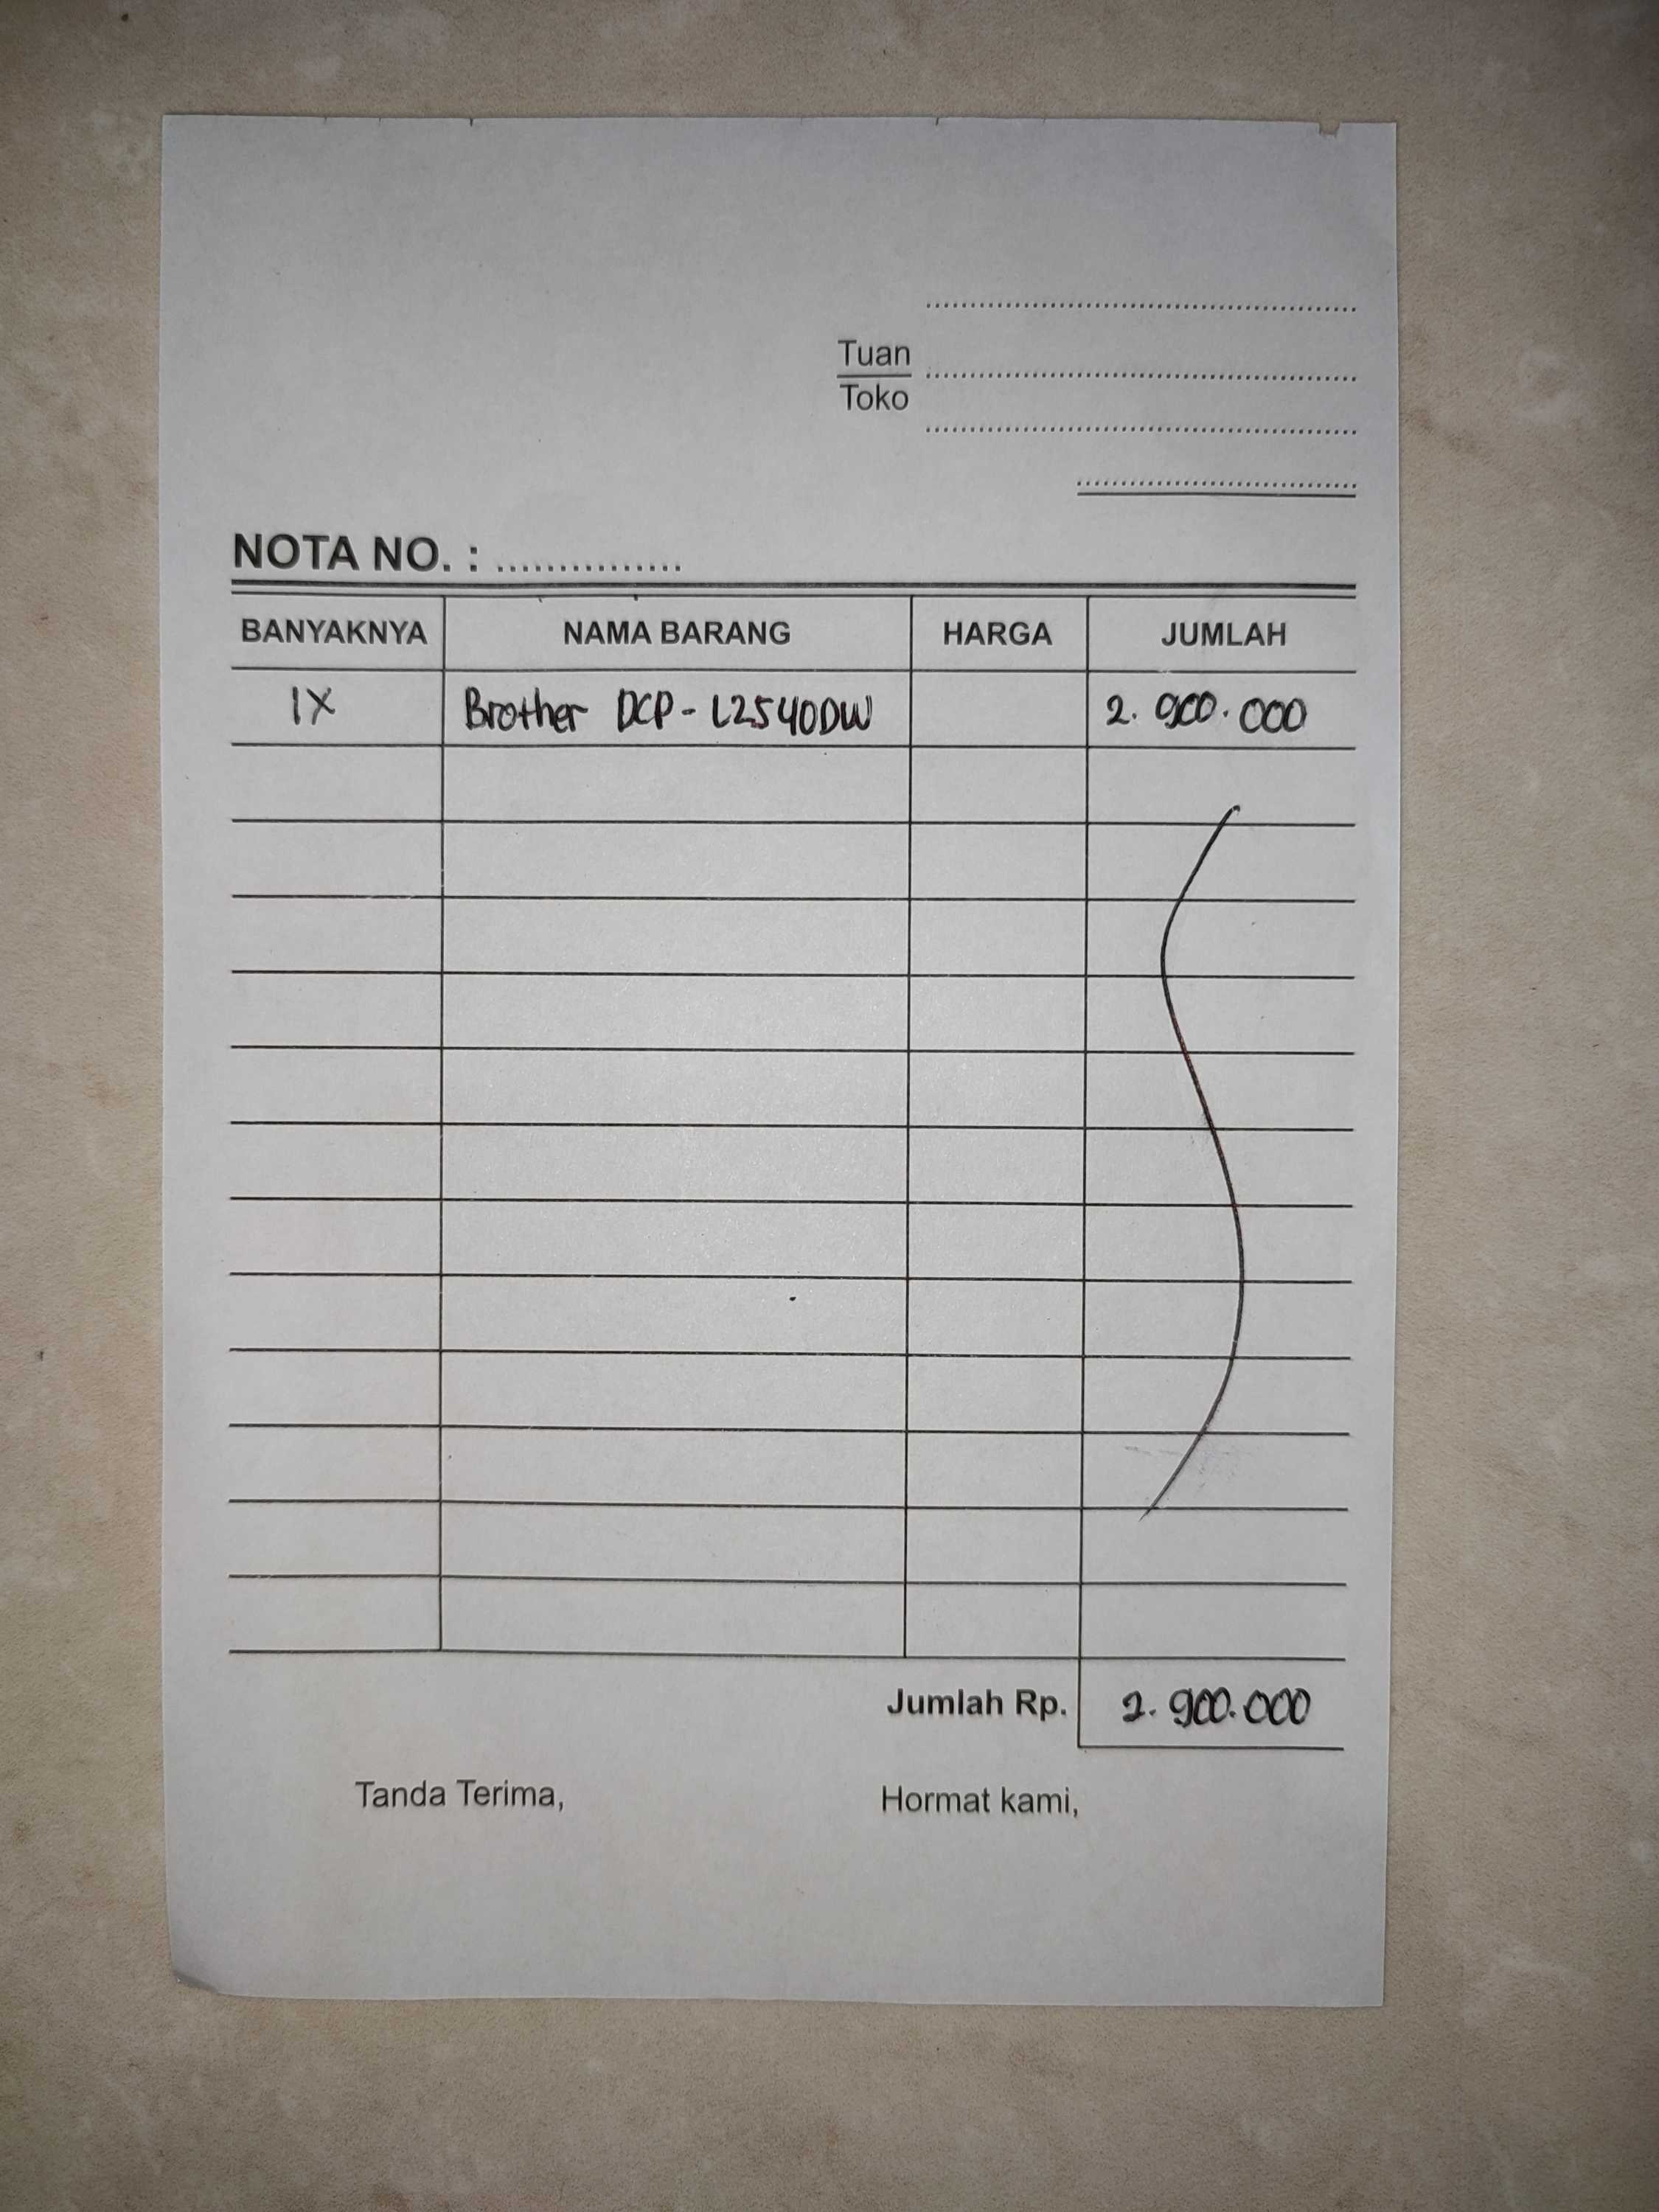 Tuan
Toko
NOTA NO. : ...............
BANYAKNYA NAMA BARANG HARGA JUMLAH
1X Brother DCP-L2540DW 2.900.000
Jumlah Rp. 2.900.000
Tanda Terima, Hormat kami,